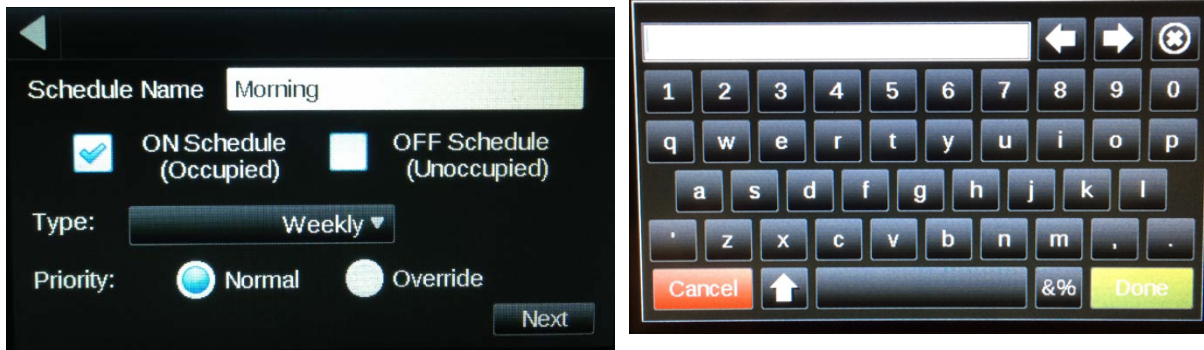 Schedule Name Morning
ON Schedule
(Occupied)
OFF Schedule
(Unoccupied)
Type: Weekly
Priority: Normal Override
Next
1 2 3 4 5 6 7 8 9 0
q w e r t y u i o p
a s d f g h j k l
' z x c v b n m , .
Cancel &% Done